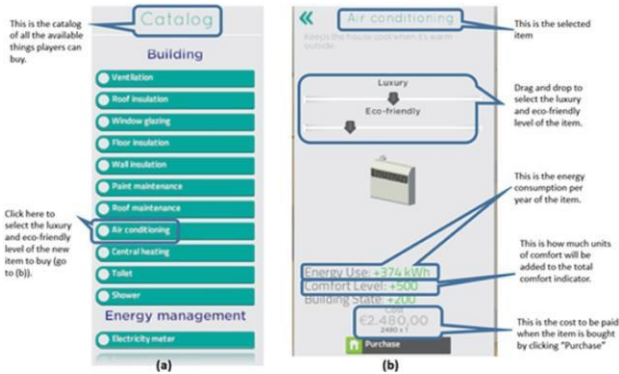 This is the catalog
of all the available
things players can
buy.
Catalog
Building
Ventilation
Roof insulation
Window glazing
Floor insulation
Wall insulation
Paint maintenance
Roof maintenance
Air conditioning
Central heating
Toilet
Shower
Energy management
Electricity meter
Click here to
select the luxury
and eco-friendly
level of the new
item to buy (go
to (b)).
(a)
Air conditioning
Keeps the house cool when it's warm
outside.
Luxury
Eco-friendly
Energy Use: +374 kWh
Comfort Level: +500
Building State: +200
Cost
€2.480,00
2480 x 1
Purchase
(b)
This is the selected
item
Drag and drop to
select the luxury
and eco-friendly
level of the item.
This is the energy
consumption per
year of the item.
This is how much units
of comfort will be
added to the total
comfort indicator.
This is the cost to be paid
when the item is bought
by clicking "Purchase"